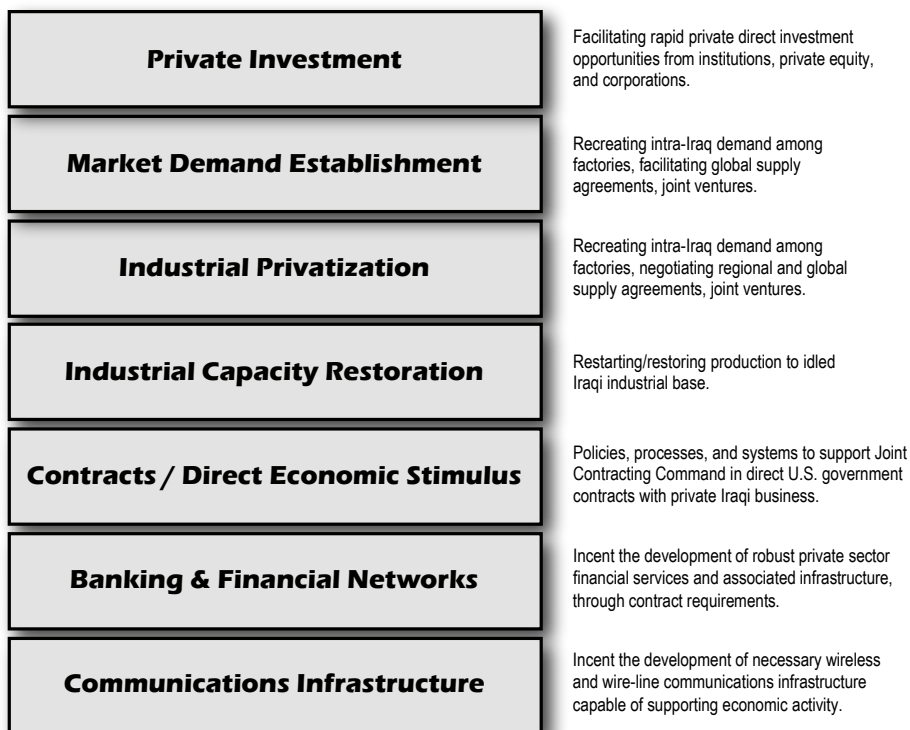 Private Investment
Facilitating rapid private direct investment
opportunities from institutions, private equity,
and corporations.
Market Demand Establishment
Recreating intra-Iraq demand among
factories, facilitating global supply
agreements, joint ventures.
Industrial Privatization
Recreating intra-Iraq demand among
factories, negotiating regional and global
supply agreements, joint ventures.
Industrial Capacity Restoration
Restarting/restoring production to idled
Iraqi industrial base.
Contracts / Direct Economic Stimulus
Policies, processes, and systems to support Joint
Contracting Command in direct U.S. government
contracts with private Iraqi business.
Banking & Financial Networks
Incent the development of robust private sector
financial services and associated infrastructure,
through contract requirements.
Communications Infrastructure
Incent the development of necessary wireless
and wire-line communications infrastructure
capable of supporting economic activity.